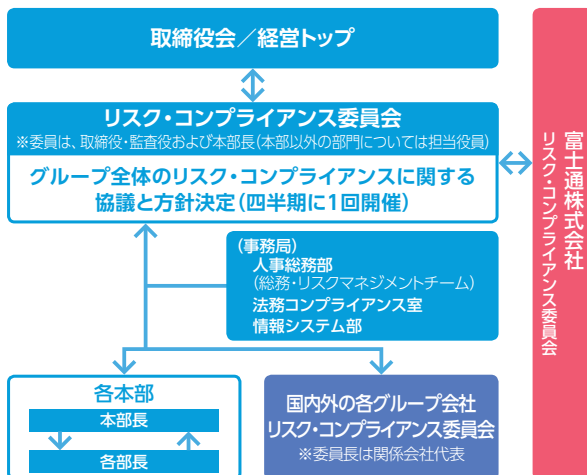 取締役会／経営トップ
リスク・コンプライアンス委員会
※委員は、取締役・監査役および本部長（本部以外の部門については担当役員）
グループ全体のリスク・コンプライアンスに関する
協議と方針決定（四半期に1回開催）
富士通株式会社
リスク・コンプライアンス委員会
（事務局）
人事総務部
（総務・リスクマネジメントチーム）
法務コンプライアンス室
情報システム部
各本部
本部長
各部長
国内外の各グループ会社
リスク・コンプライアンス委員会
※委員長は関係会社代表